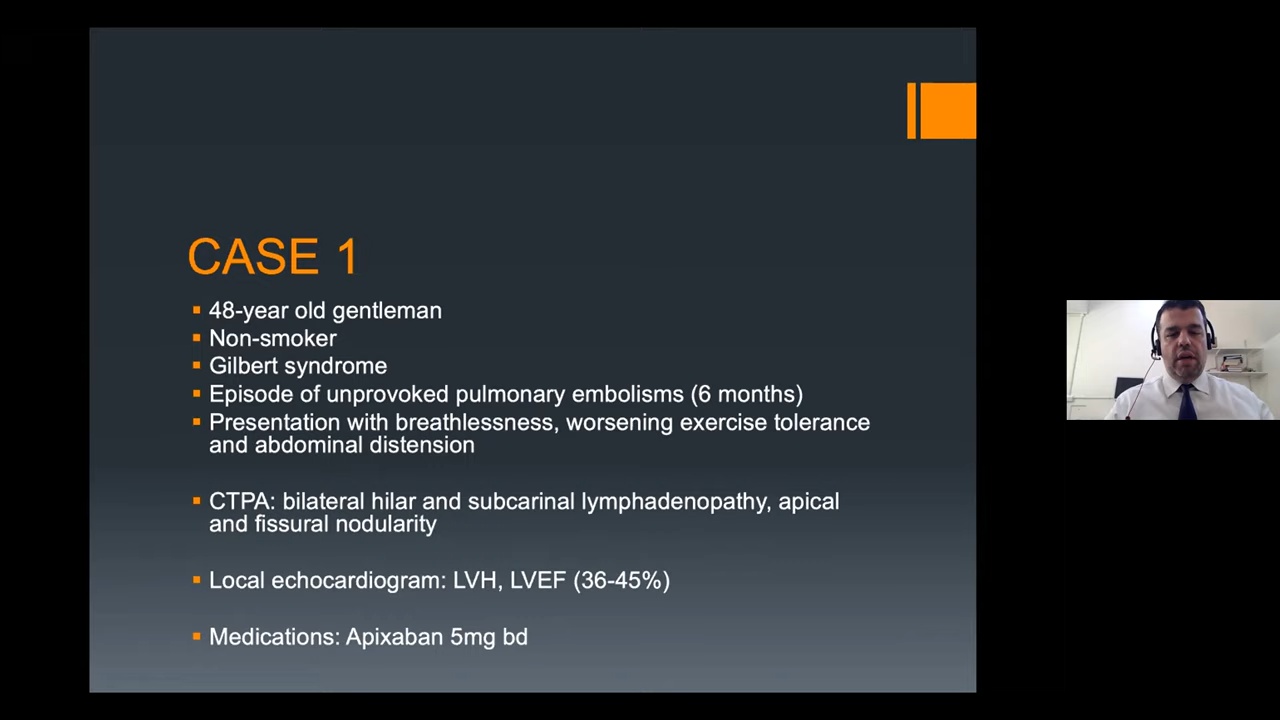 CASE 1
48-year old gentleman
Non-smoker
Gilbert syndrome
Episode of unprovoked pulmonary embolisms (6 months)
Presentation with breathlessness, worsening exercise tolerance
and abdominal distension
CTPA: bilateral hilar and subcarinal lymphadenopathy, apical
and fissural nodularity
Local echocardiogram: LVH, LVEF (36-45%)
Medications: Apixaban 5mg bd